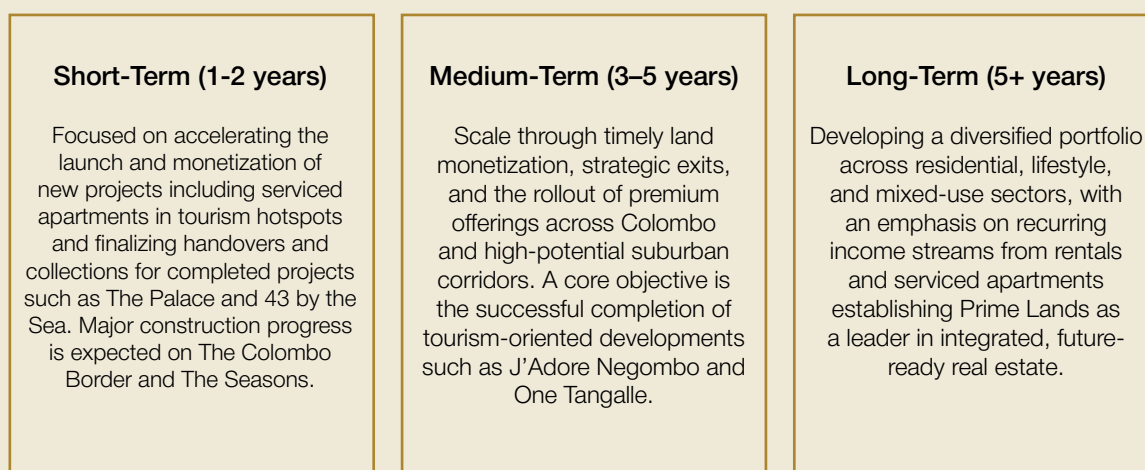 Short-Term (1-2 years)
Focused on accelerating the
launch and monetization of
new projects including serviced
apartments in tourism hotspots
and finalizing handovers and
collections for completed projects
such as The Palace and 43 by the
Sea. Major construction progress
is expected on The Colombo
Border and The Seasons.
Medium-Term (3–5 years)
Scale through timely land
monetization, strategic exits,
and the rollout of premium
offerings across Colombo
and high-potential suburban
corridors. A core objective is
the successful completion of
tourism-oriented developments
such as J’Adore Negombo and
One Tangalle.
Long-Term (5+ years)
Developing a diversified portfolio
across residential, lifestyle,
and mixed-use sectors, with
an emphasis on recurring
income streams from rentals
and serviced apartments
establishing Prime Lands as
a leader in integrated, future-
ready real estate.